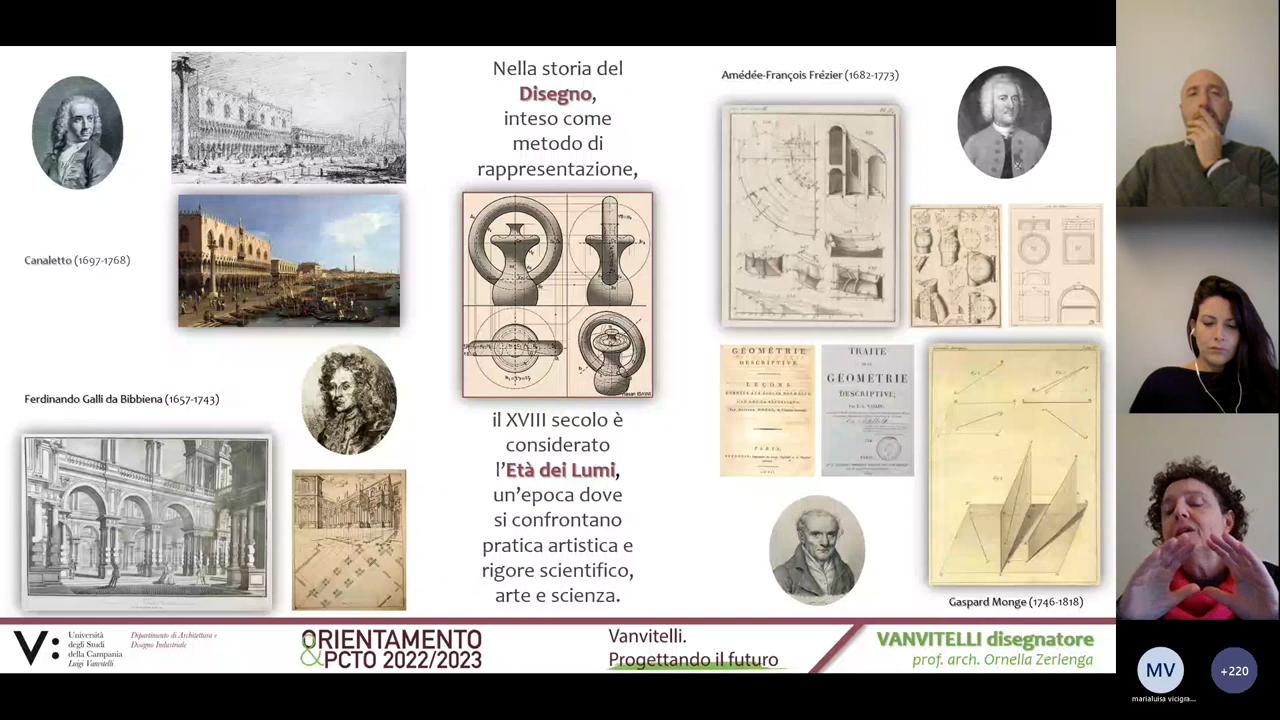 Canaletto (1697-1768)
Ferdinando Galli da Bibbiena (1657-1743)
Nella storia del
Disegno,
inteso come
metodo di
rappresentazione,
il XVIII secolo è
considerato
l'Età dei Lumi,
un'epoca dove
si confrontano
pratica artistica e
rigore scientifico,
arte e scienza.
Amédée-François Frézier (1682-1773)
GÉOMÉTRIE
DESCRIPTIVE.
LEÇONS
PARIS,
TRAITÉ
GÉOMÉTRIE
DESCRIPTIVE,
PARIS,
Gaspard Monge (1746-1818)
V:
Università
degli Studi
della Campania
Luigi Vanvitelli
Dipartimento di Architettura e
Disegno Industriale
ORIENTAMENTO
&PCTO 2022/2023
Vanvitelli.
Progettando il futuro
VANVITELLI disegnatore
prof. arch. Ornella Zerlenga
MV
marialuisa vicigra...
+220